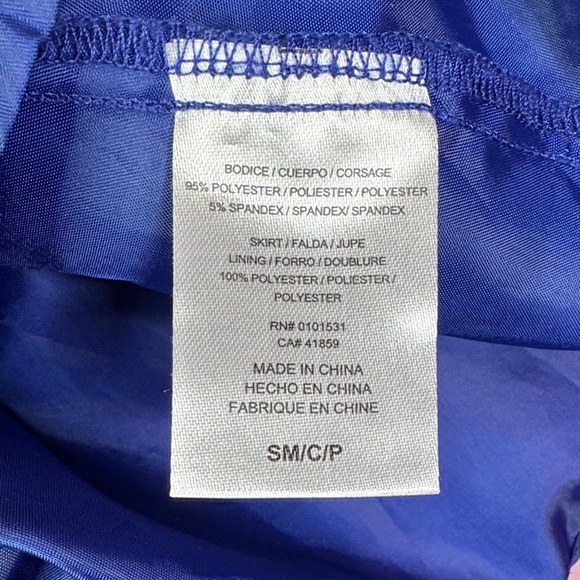 BODICE / CUERPO / CORSAGE
95% POLYESTER / POLIESTER / POLYESTER
5% SPANDEX / SPANDEX/ SPANDEX
SKIRT / FALDA / JUPE
LINING / FORRO / DOUBLURE
100% POLYESTER / POLIESTER /
POLYESTER
RN# 0101531
CA# 41859
MADE IN CHINA
HECHO EN CHINA
FABRIQUE EN CHINE
SM/C/P